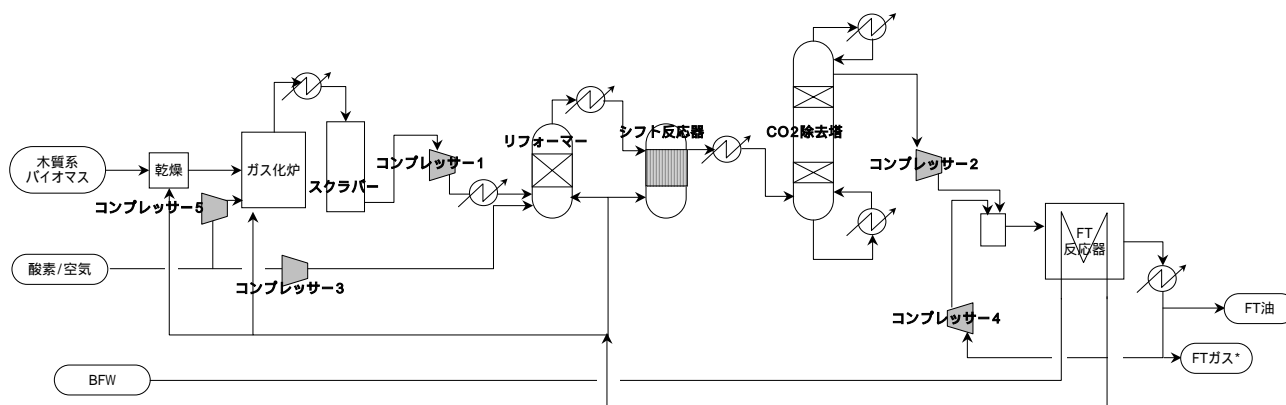 木質系
バイオマス
乾燥
コンプレッサー5
ガス化炉
スクラバー
コンプレッサー1
リフォーマー
シフト反応器
CO2除去塔
コンプレッサー2
酸素/空気
コンプレッサー3
コンプレッサー4
FT
反応器
FT油
FTガス*
BFW